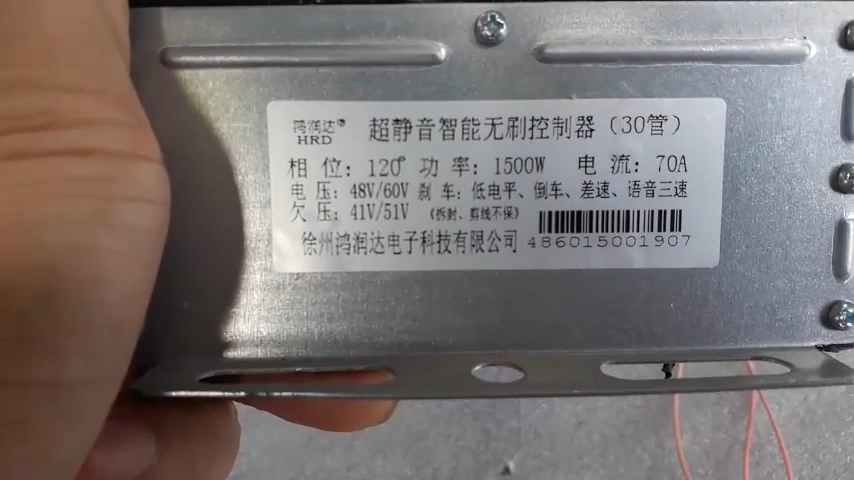 鸿润达® 超静音智能无刷控制器（30管）
HRD
相 位：120° 功 率：1500W 电 流：70A
电 压：48V/60V 刹 车：低电平、倒车、差速、语音三速
欠 压：41V/51V （拆封、剪线不保）
徐州鸿润达电子科技有限公司 486015001907